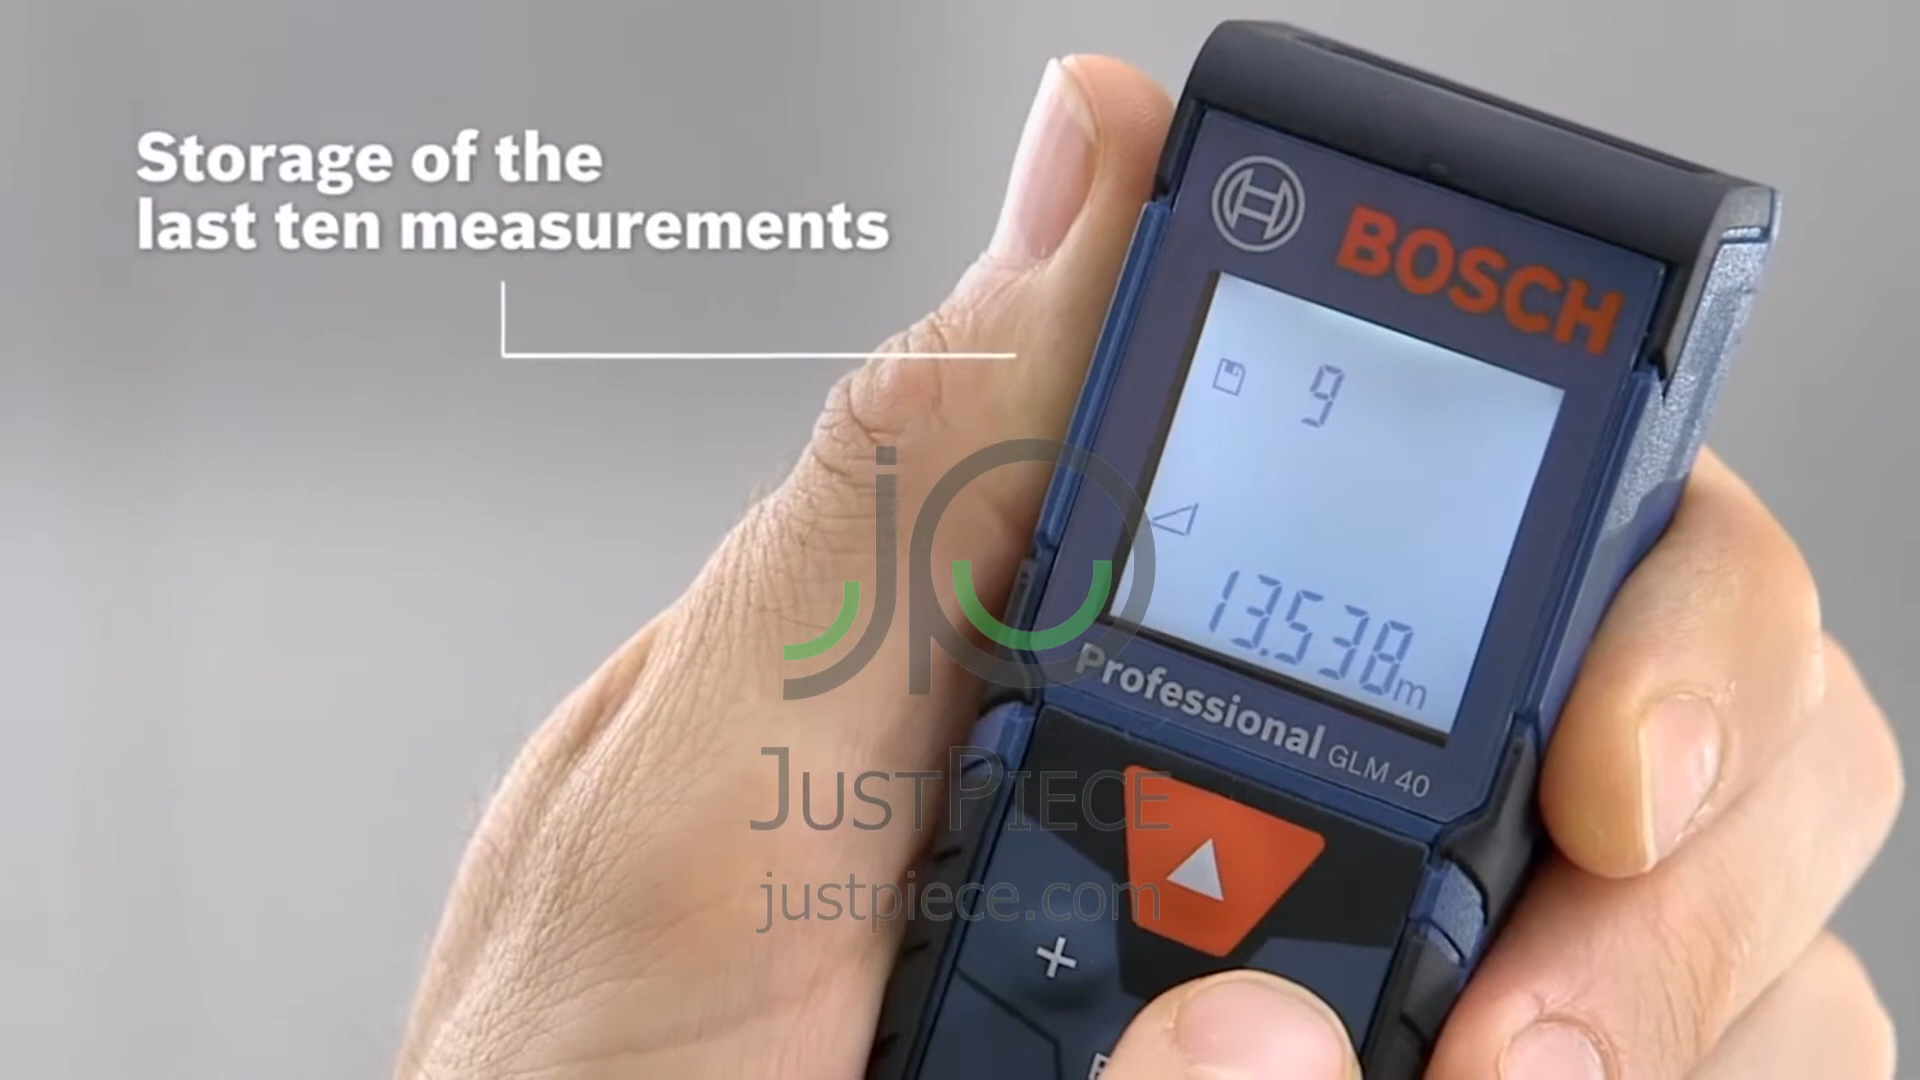 Storage of the
last ten measurements
BOSCH
9
13.538m
Professional GLM 40
JUSTPIECE
justpiece.com
+